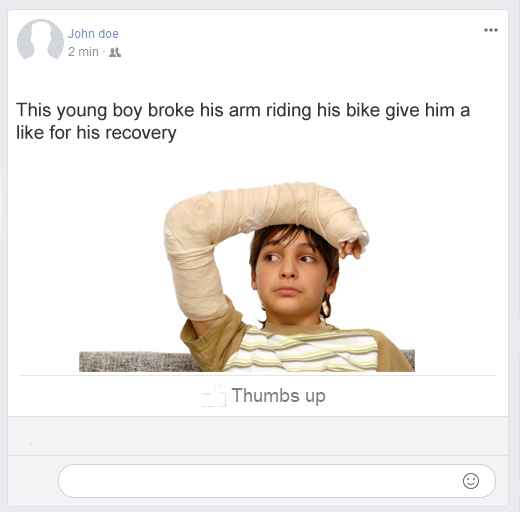 John doe
2 min ·
This young boy broke his arm riding his bike give him a
like for his recovery
Thumbs up